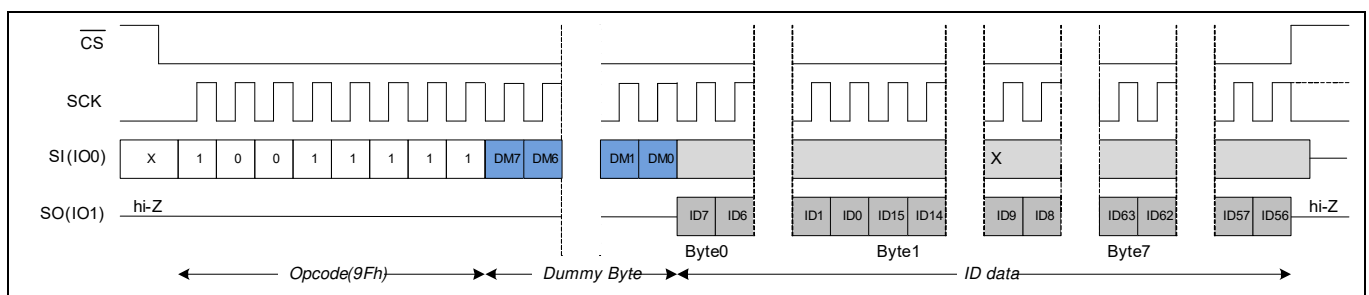 CS
SCK
SI(IO0) X 1 0 0 1 1 1 1 1 DM7 DM6 DM1 DM0 X
SO(IO1) hi-Z ID7 ID6 ID1 ID0 ID15 ID14 ID9 ID8 ID63 ID62 ID57 ID56 hi-Z
Byte0 Byte1 Byte7
Opcode(9Fh) Dummy Byte ID data